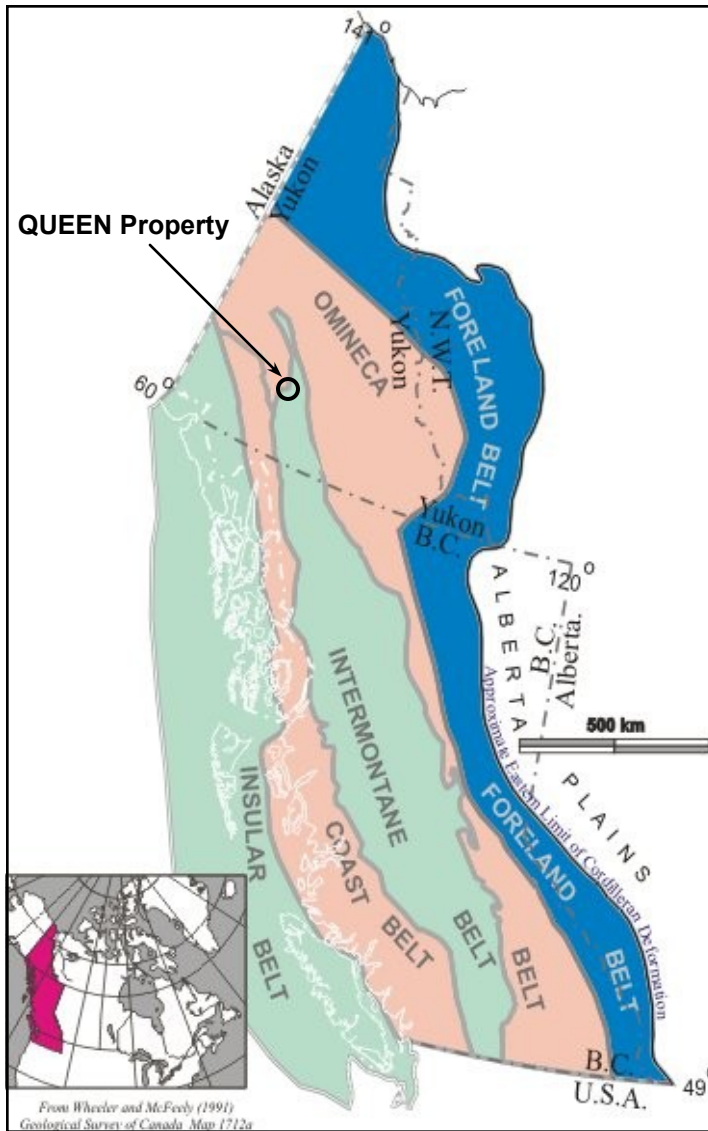 141°
Alaska
Yukon
QUEEN Property
OMINECA
Yukon
N.W.T.
FORELAND BELT
60°
Yukon
B.C.
120°
ALBERTA PLAINS
B.C.
Alberta.
500 km
Approximate Eastern Limit of Cordilleran Deformation
INTERMONTANE
BELT
INSULAR
BELT
COAST
BELT
BELT
FORELAND
BELT
B.C.
U.S.A.
49°
From Wheeler and McFeely (1991)
Geological Survey of Canada Map 1712a